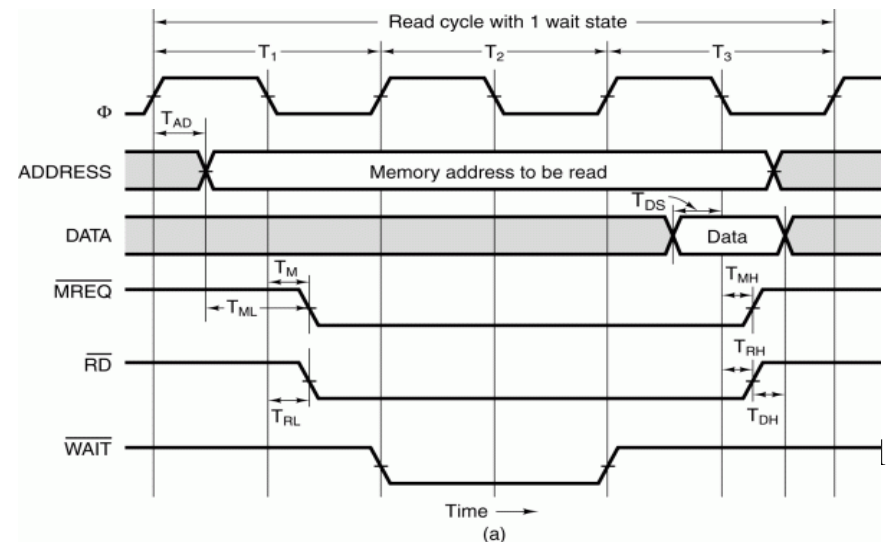 Read cycle with 1 wait state
T1 T2 T3
Φ
TAD
ADDRESS Memory address to be read
TDS
DATA Data
TM TMH
MREQ
TML
TRH
RD
TRL TDH
WAIT
Time
(a)